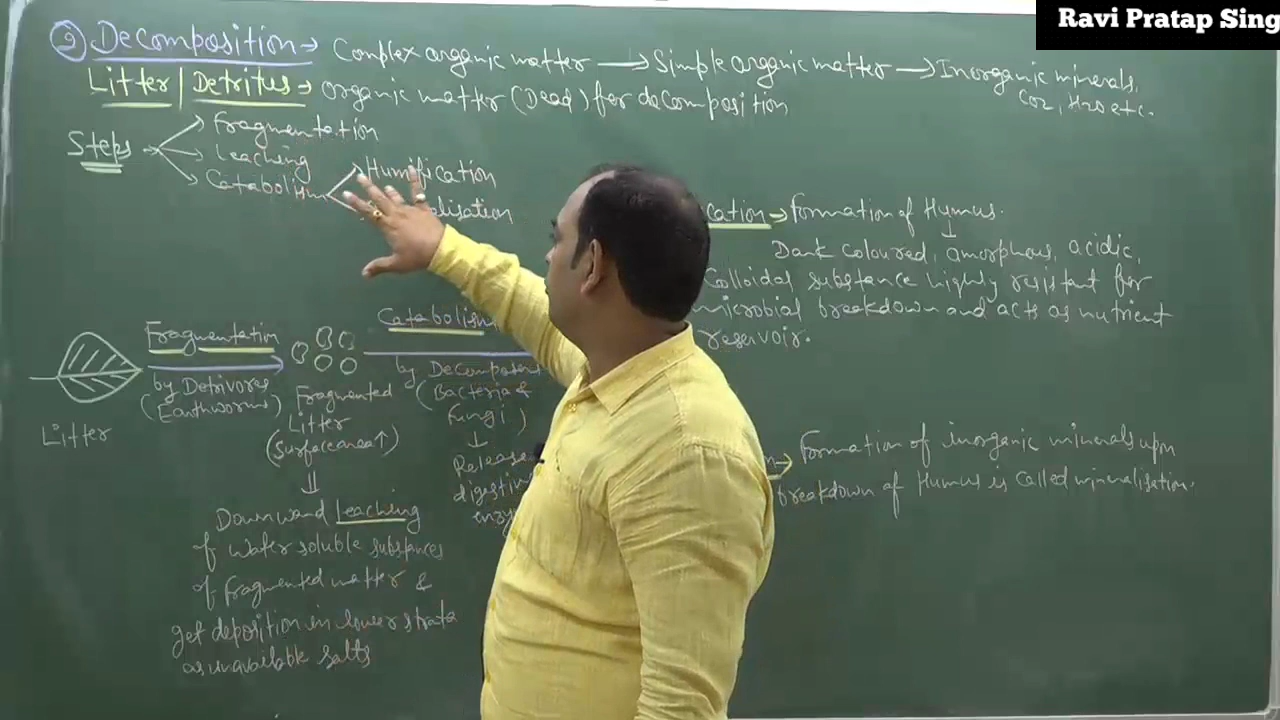 Ravi Pratap Sing
2) Decomposition → Complex organic matter → Simple organic matter → Inorganic minerals,
CO2, H2O etc.
Litter | Detritus → Organic matter (Dead) for decomposition
Steps → Fragmentation
→ Leaching
→ Catabolism
Humification
alisation
cation → Formation of Humus.
↓
Dark coloured, amorphous, acidic,
Colloidal substance highly resistant for
microbial breakdown and acts as nutrient
reservoir.
Litter
Fragmentation
by Detrivores
(Earthworms)
Fragmented
Litter
(Surfacearea↑)
⇓
Downward Leaching
of water soluble substances
of fragmented matter &
get deposition in lower strata
as unavailable salts
Catabolism
by Decomposers
(Bacteria &
Fungi)
↓
Release
digestive
enzy
n → Formation of inorganic minerals upon
breakdown of Humus is called mineralisation.